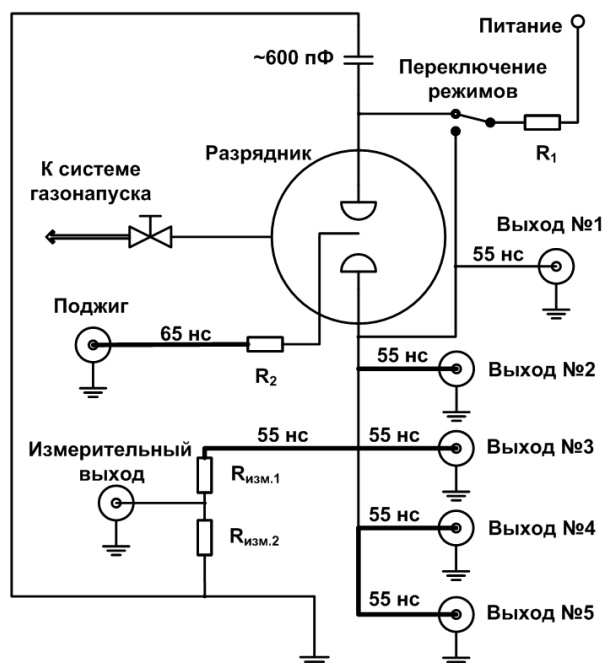 Питание
~600 пФ
Переключение
режимов
R1
Разрядник
К системе
газонапуска
Выход №1
55 нс
Поджиг
65 нс
R2
55 нс
Выход №2
Измерительный
выход
55 нс
55 нс
Выход №3
Rизм.1
55 нс
Выход №4
Rизм.2
55 нс
Выход №5